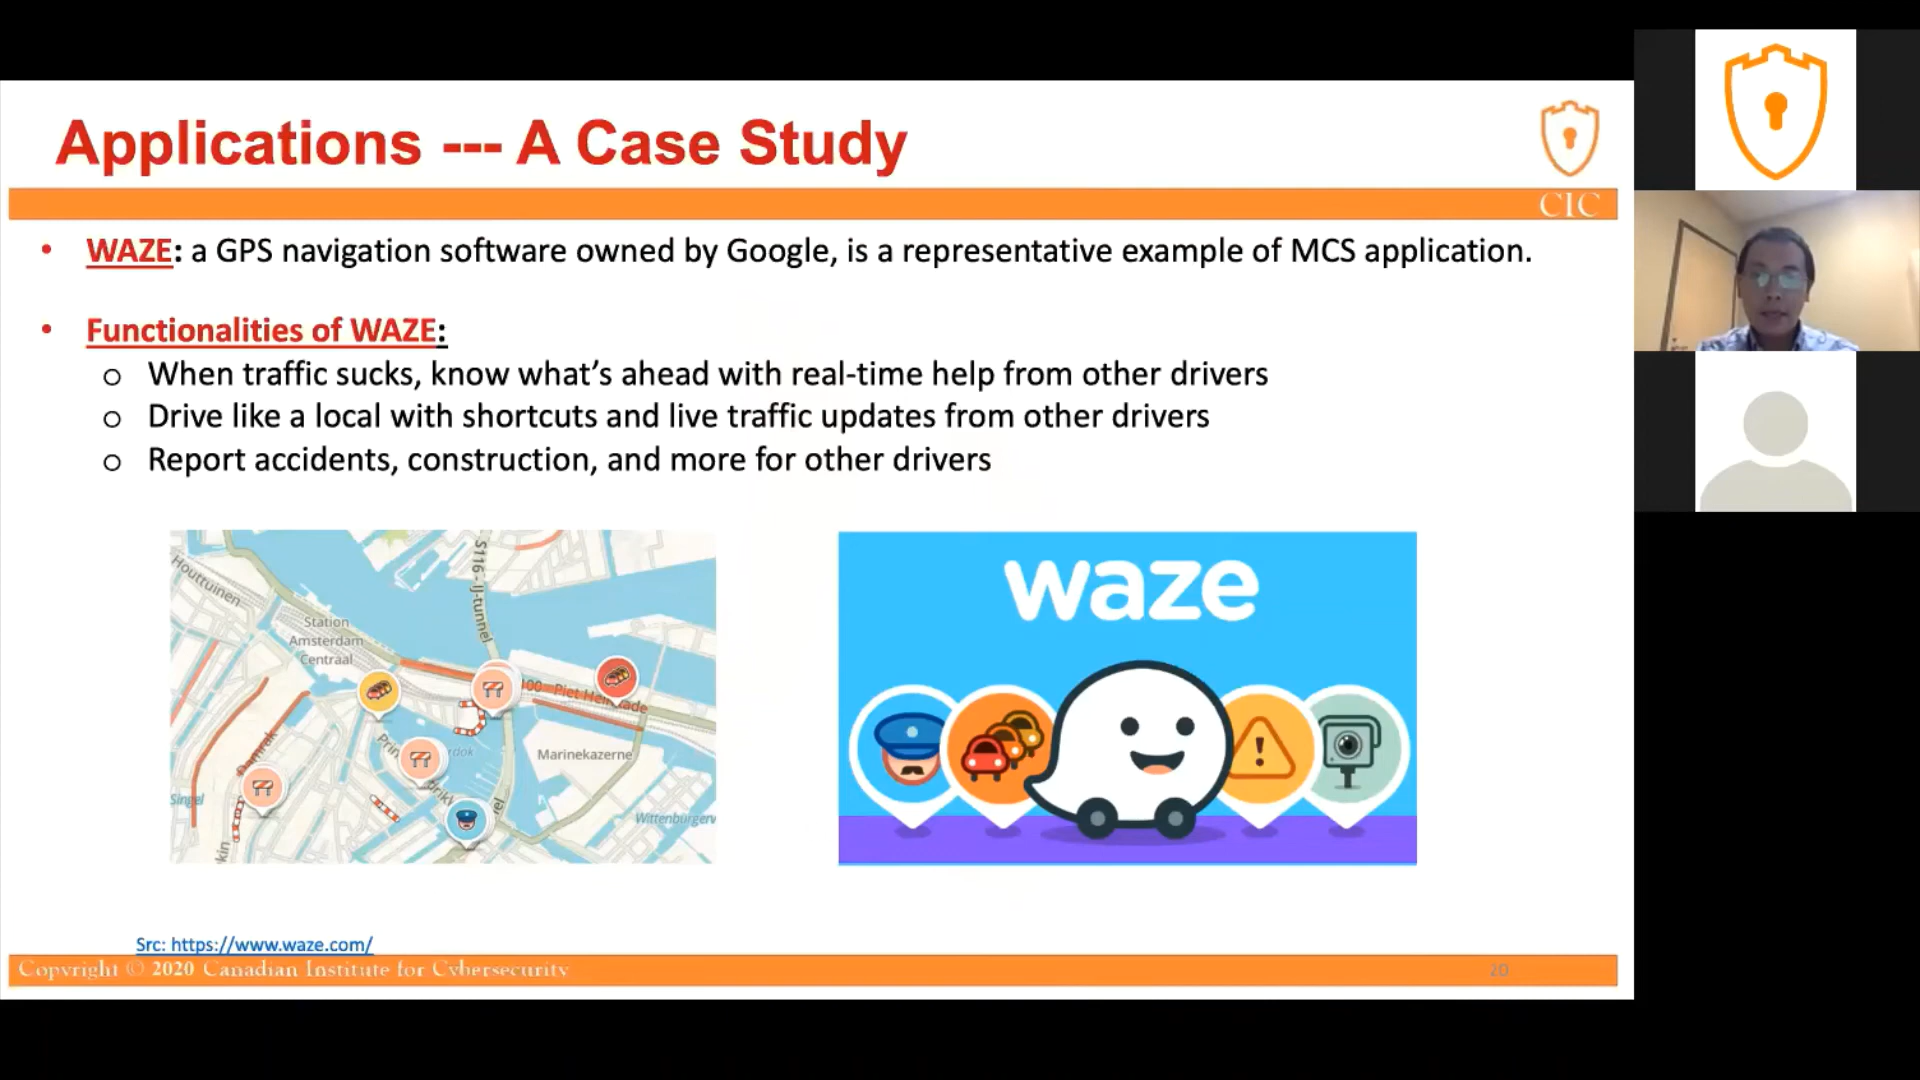 Applications --- A Case Study
CIC
• WAZE: a GPS navigation software owned by Google, is a representative example of MCS application.
• Functionalities of WAZE:
o When traffic sucks, know what's ahead with real-time help from other drivers
o Drive like a local with shortcuts and live traffic updates from other drivers
o Report accidents, construction, and more for other drivers
Houttuinen
S116 - IJ-tunnel
Station
Amsterdam
Centraal
Damrak
Marinekazerne
Singel
waze
Src: https://www.waze.com/
Copyright © 2020 Canadian Institute for Cybersecurity
20